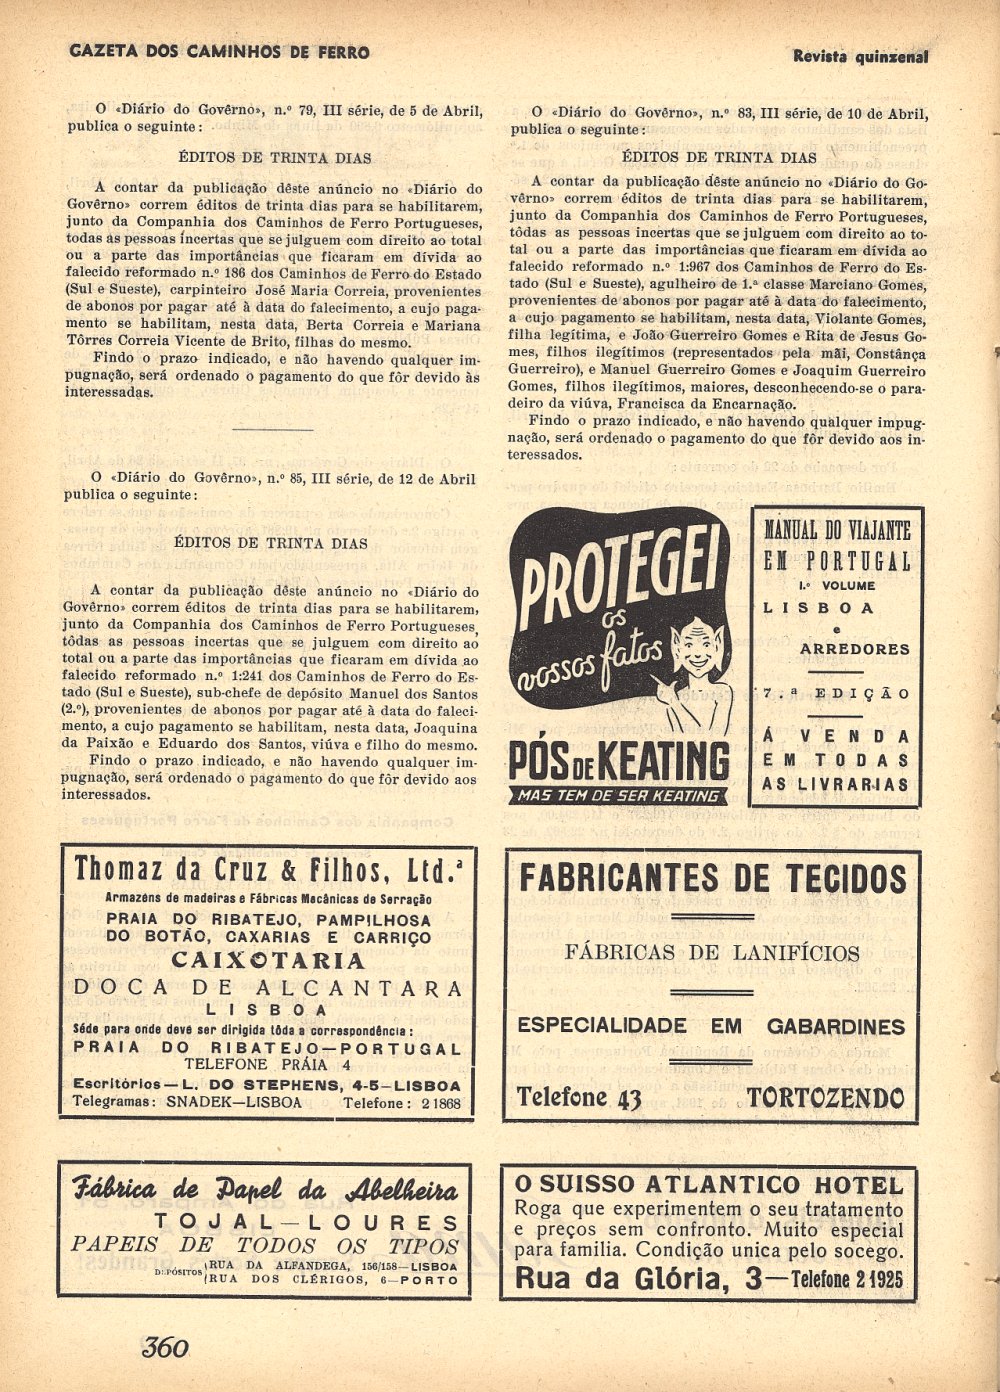 GAZETA DOS CAMINHOS DE FERRO
Revista quinzenal
O «Diário do Govêrno», n.º 79, III série, de 5 de Abril,
publica o seguinte:
ÉDITOS DE TRINTA DIAS
A contar da publicação dêste anúncio no «Diário do
Govêrno» correm éditos de trinta dias para se habilitarem,
junto da Companhia dos Caminhos de Ferro Portugueses,
todas as pessoas incertas que se julguem com direito ao total
ou a parte das importâncias que ficaram em dívida ao
falecido reformado n.º 186 dos Caminhos de Ferro do Estado
(Sul e Sueste), carpinteiro José Maria Correia, provenientes
de abonos por pagar até à data do falecimento, a cujo paga-
mento se habilitam, nesta data, Berta Correia e Mariana
Tôrres Correia Vicente de Brito, filhas do mesmo.
Findo o prazo indicado, e não havendo qualquer im-
pugnação, será ordenado o pagamento do que fôr devido às
interessadas.
O «Diário do Govêrno», n.º 85, III série, de 12 de Abril
publica o seguinte:
ÉDITOS DE TRINTA DIAS
A contar da publicação dêste anúncio no «Diário do
Govêrno» correm éditos de trinta dias para se habilitarem,
junto da Companhia dos Caminhos de Ferro Portugueses,
tôdas as pessoas incertas que se julguem com direito ao
total ou a parte das importâncias que ficaram em dívida ao
falecido reformado n.º 1:241 dos Caminhos de Ferro do Es-
tado (Sul e Sueste), sub-chefe de depósito Manuel dos Santos
(2.º), provenientes de abonos por pagar até à data do faleci-
mento, a cujo pagamento se habilitam, nesta data, Joaquina
da Paixão e Eduardo dos Santos, viúva e filho do mesmo.
Findo o prazo indicado, e não havendo qualquer im-
pugnação, será ordenado o pagamento do que fôr devido aos
interessados.
O «Diário do Govêrno», n.º 83, III série, de 10 de Abril,
publica o seguinte:
ÉDITOS DE TRINTA DIAS
A contar da publicação dêste anúncio no «Diário do Go-
vêrno» correm éditos de trinta dias para se habilitarem,
junto da Companhia dos Caminhos de Ferro Portugueses,
tôdas as pessoas incertas que se julguem com direito ao to-
tal ou a parte das importâncias que ficaram em dívida ao
falecido reformado n.º 1:967 dos Caminhos de Ferro do Es-
tado (Sul e Sueste), agulheiro de 1.ª classe Marciano Gomes,
provenientes de abonos por pagar até à data do falecimento,
a cujo pagamento se habilitam, nesta data, Violante Gomes,
filha legítima, e João Guerreiro Gomes e Rita de Jesus Go-
mes, filhos ilegítimos (representados pela mãi, Constânça
Guerreiro), e Manuel Guerreiro Gomes e Joaquim Guerreiro
Gomes, filhos ilegítimos, maiores, desconhecendo-se o para-
deiro da viúva, Francisca da Encarnação.
Findo o prazo indicado, e não havendo qualquer impug-
nação, será ordenado o pagamento do que fôr devido aos in-
teressados.
PROTEGEI
os
vossos fatos
PÓS DE KEATING
MAS TEM DE SER KEATING
MANUAL DO VIAJANTE
EM PORTUGAL
1.º VOLUME
LISBOA
e
ARREDORES
7.ª EDIÇÃO
Á VENDA
EM TODAS
AS LIVRARIAS
Thomaz da Cruz & Filhos, Ltd.ª
Armazéns de madeiras e Fábricas Mecânicas de Serração
PRAIA DO RIBATEJO, PAMPILHOSA
DO BOTÃO, CAXARIAS E CARRIÇO
CAIXOTARIA
DOCA DE ALCANTARA
LISBOA
Séde para onde deve ser dirigida tôda a correspondência:
PRAIA DO RIBATEJO—PORTUGAL
TELEFONE PRÁIA 4
Escritórios—L. DO STEPHENS, 4-5—LISBOA
Telegramas: SNADEK—LISBOA Telefone: 2 1868
FABRICANTES DE TECIDOS
FÁBRICAS DE LANIFÍCIOS
ESPECIALIDADE EM GABARDINES
Telefone 43 TORTOZENDO
Fábrica de Papel da Abelheira
TOJAL—LOURES
PAPEIS DE TODOS OS TIPOS
DEPÓSITOS RUA DA ALFANDEGA, 156/158—LISBOA
RUA DOS CLÉRIGOS, 6—PORTO
O SUISSO ATLANTICO HOTEL
Roga que experimentem o seu tratamento
e preços sem confronto. Muito especial
para familia. Condição unica pelo socego.
Rua da Glória, 3—Telefone 2 1925
360